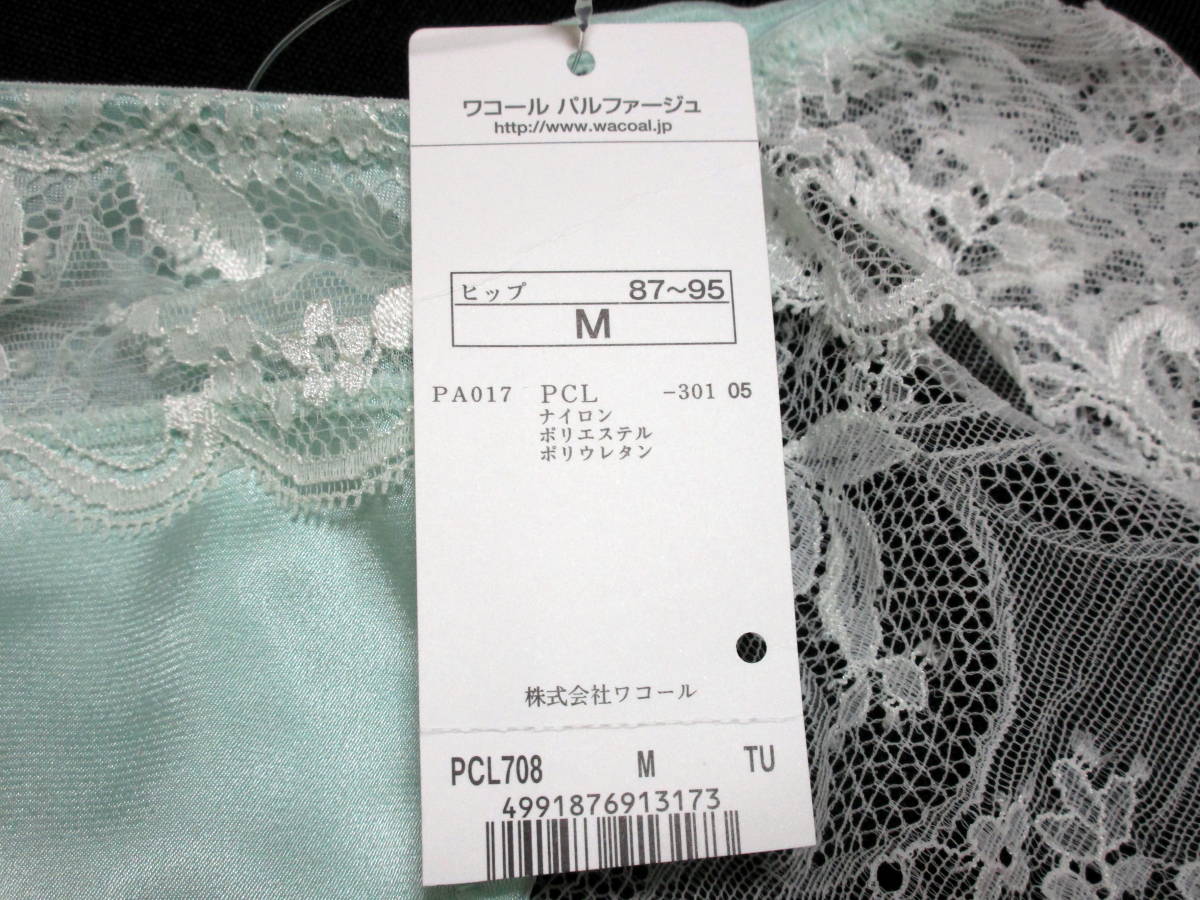 ワコール パルファージュ
http://www.wacoal.jp
ヒップ 87~95
M
PA017 PCL -301 05
ナイロン
ポリエステル
ポリウレタン
株式会社ワコール
PCL708 M TU
4991876913173